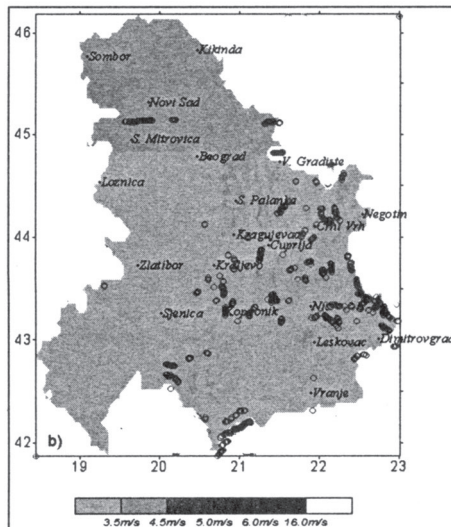 46
Sombor
Kikinda
Novi Sad
45
S. Mitrovica
Beograd
V. Gradište
Loznica
S. Palanka
Negotin
Crni Vrh
44
Kragujevac
Cuprija
Zlatibor
Kraljevo
Niš
Sjenica
Kopaonik
43
Leskovac
Dimitrovgrad
Vranje
b)
42
19 20 21 22 23
3.5m/s 4.5m/s 5.0m/s 6.0m/s 16.0m/s